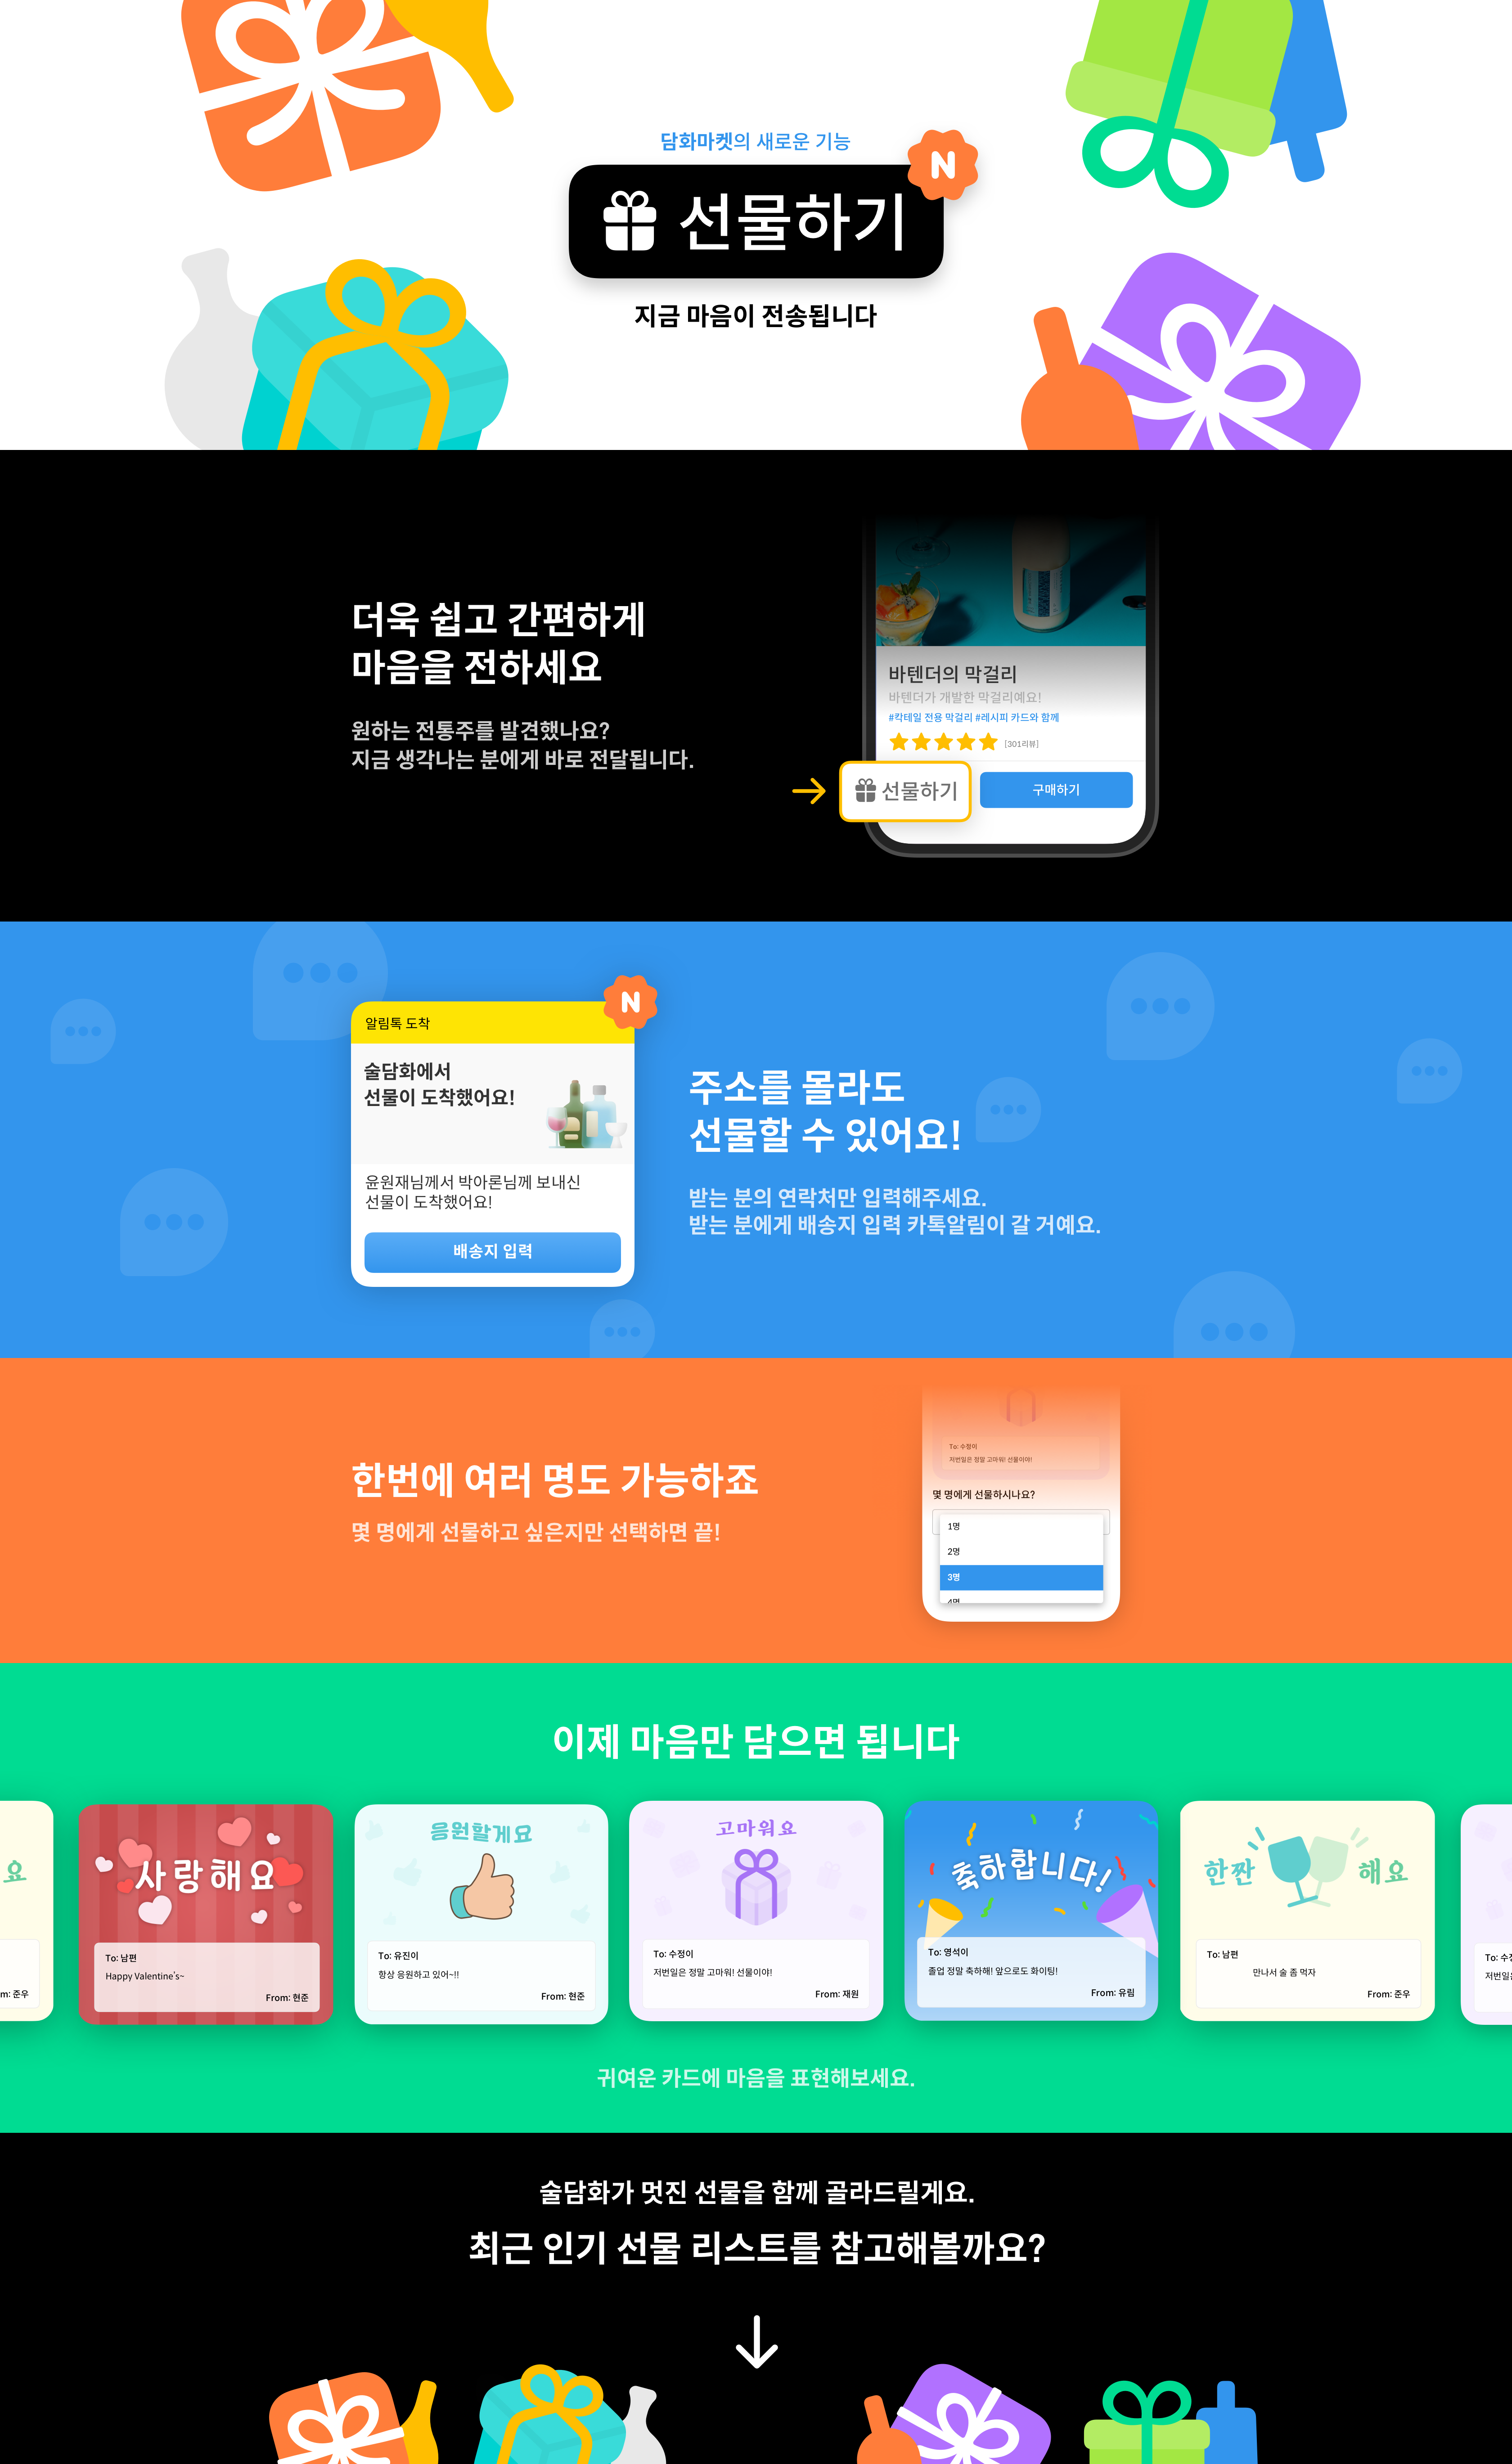 담화마켓의 새로운 기능
N
선물하기
지금 마음이 전송됩니다
더욱 쉽고 간편하게
마음을 전하세요
원하는 전통주를 발견했나요?
지금 생각나는 분에게 바로 전달됩니다.
바텐더의 막걸리
바텐더가 개발한 막걸리예요!
#칵테일 전용 막걸리 #레시피 카드와 함께
[301리뷰]
선물하기
구매하기
알림톡 도착
N
술담화에서
선물이 도착했어요!
윤원재님께서 박아론님께 보내신
선물이 도착했어요!
배송지 입력
주소를 몰라도
선물할 수 있어요!
받는 분의 연락처만 입력해주세요.
받는 분에게 배송지 입력 카톡알림이 갈 거예요.
한번에 여러 명도 가능하죠
몇 명에게 선물하고 싶은지만 선택하면 끝!
To: 수정이
저번일은 정말 고마워! 선물이야!
몇 명에게 선물하시나요?
1명
2명
3명
4명
이제 마음만 담으면 됩니다
요
m: 준우
사랑해요
To: 남편
Happy Valentine's~
From: 현준
응원할게요
To: 유진이
항상 응원하고 있어~!!
From: 현준
고마워요
To: 수정이
저번일은 정말 고마워! 선물이야!
From: 재원
축하합니다!
To: 영석이
졸업 정말 축하해! 앞으로도 화이팅!
From: 유림
한짠 해요
To: 남편
만나서 술 좀 먹자
From: 준우
To: 수
저번일은
귀여운 카드에 마음을 표현해보세요.
술담화가 멋진 선물을 함께 골라드릴게요.
최근 인기 선물 리스트를 참고해볼까요?